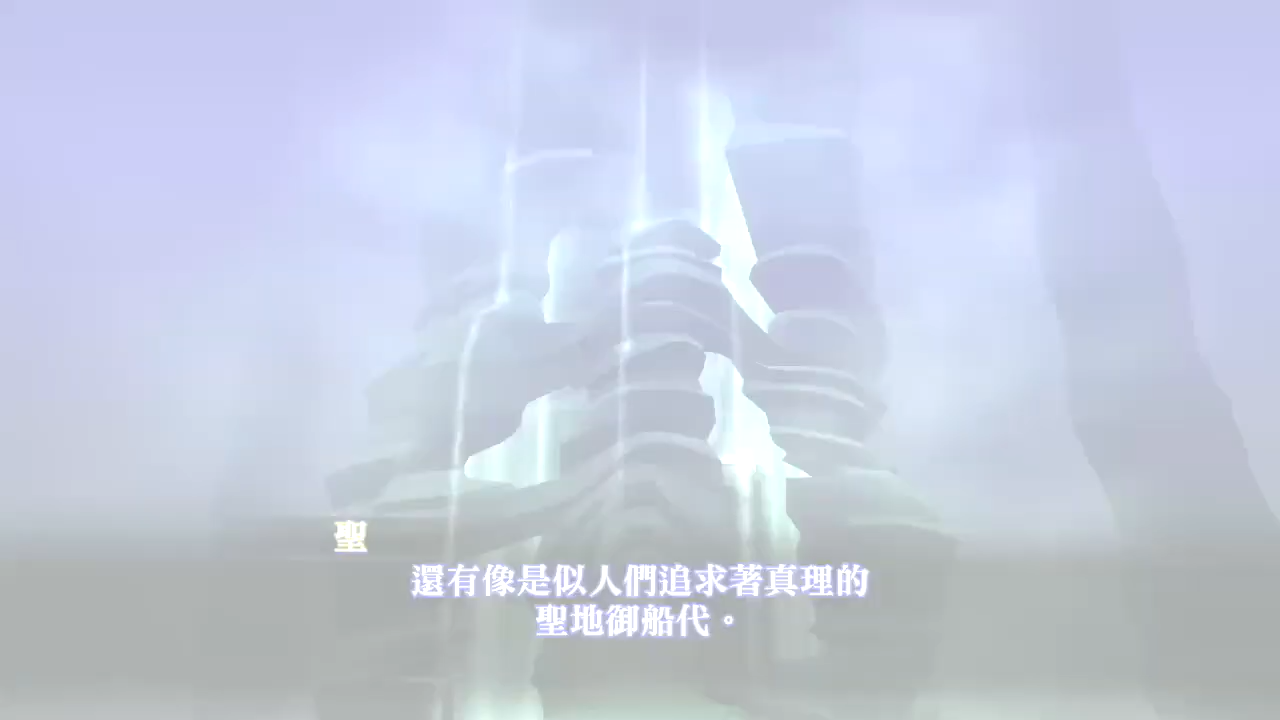 聖
還有像是似人們追求著真理的
聖地御船代。